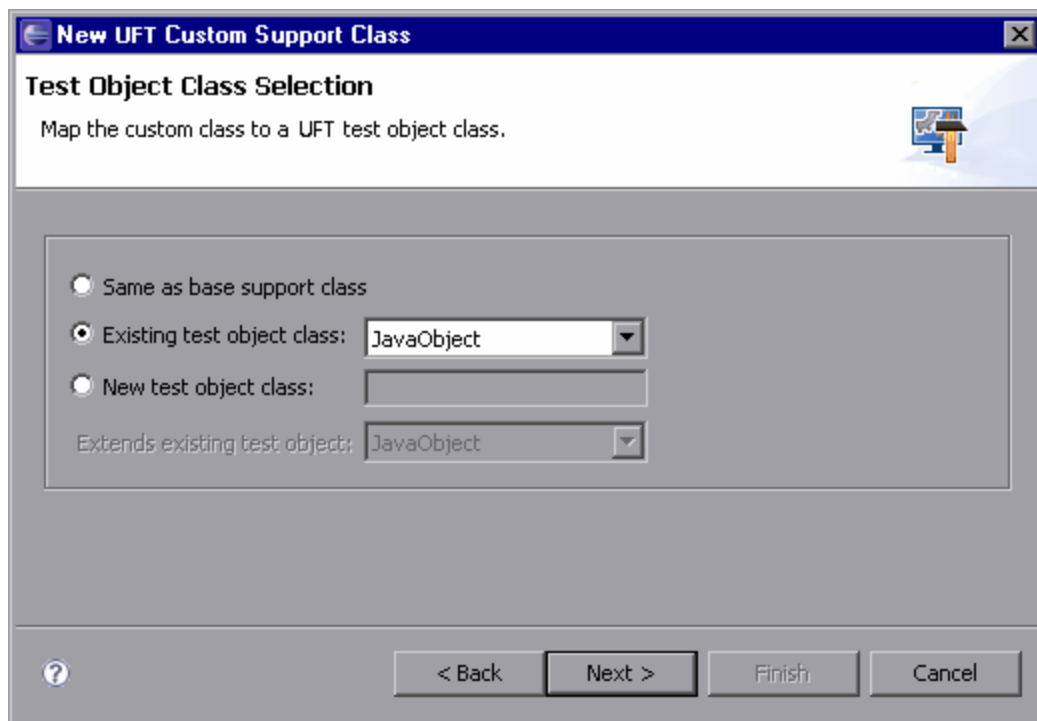 New UFT Custom Support Class
Test Object Class Selection
Map the custom class to a UFT test object class.
Same as base support class
Existing test object class: JavaObject
New test object class:
Extends existing test object: JavaObject
? < Back Next > Finish Cancel